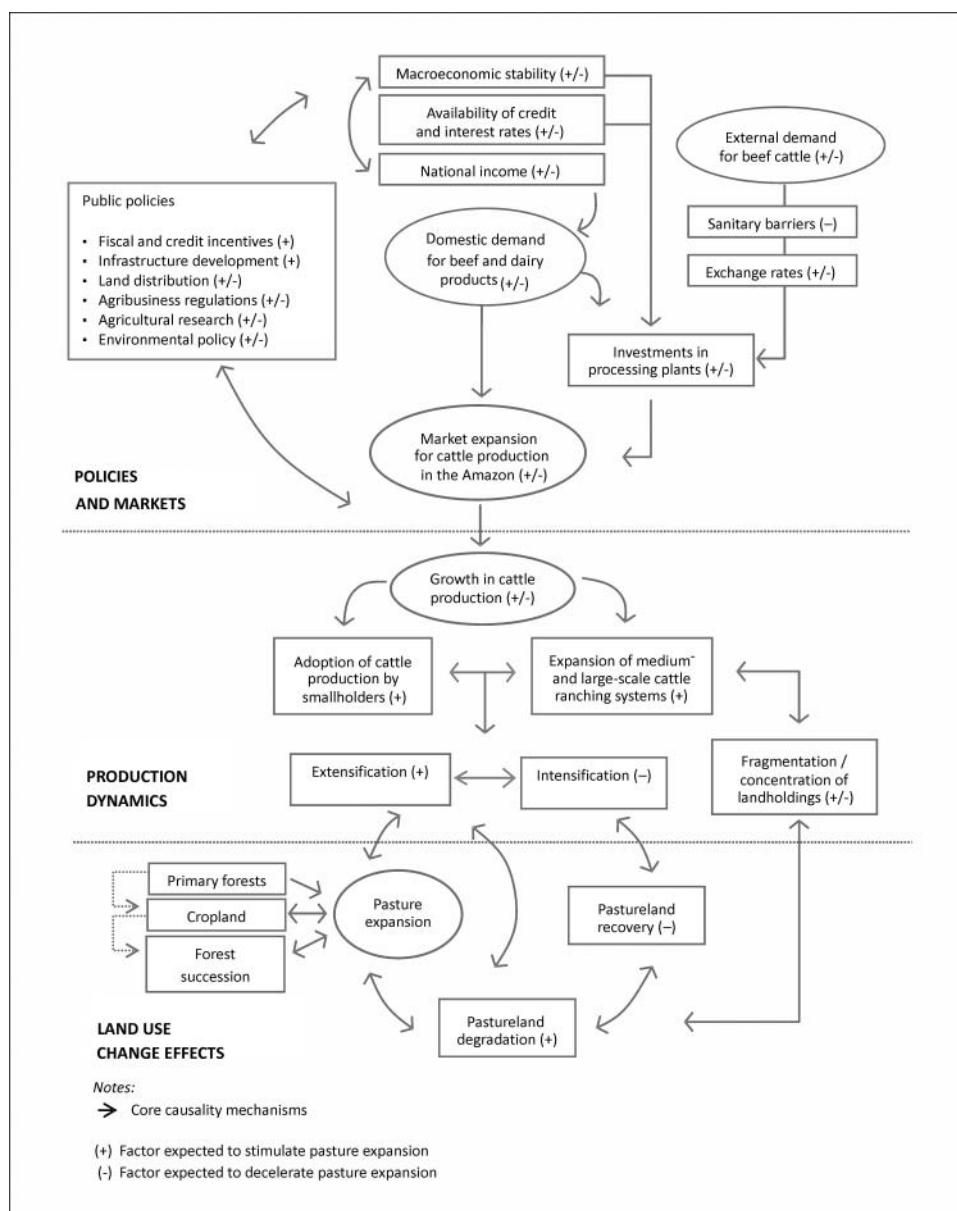 Macroeconomic stability (+/-)
Availability of credit
and interest rates (+/-)
National income (+/-)
External demand
for beef cattle (+/-)
Sanitary barriers (–)
Exchange rates (+/-)
Public policies
• Fiscal and credit incentives (+)
• Infrastructure development (+)
• Land distribution (+/-)
• Agribusiness regulations (+/-)
• Agricultural research (+/-)
• Environmental policy (+/-)
Domestic demand
for beef and dairy
products (+/-)
Investments in
processing plants (+/-)
Market expansion
for cattle production
in the Amazon (+/-)
POLICIES
AND MARKETS
Growth in cattle
production (+/-)
Adoption of cattle
production by
smallholders (+)
Expansion of medium-
and large-scale cattle
ranching systems (+)
Extensification (+)
Intensification (–)
Fragmentation /
concentration of
landholdings (+/-)
PRODUCTION
DYNAMICS
Primary forests
Cropland
Forest
succession
Pasture
expansion
Pastureland
recovery (–)
Pastureland
degradation (+)
LAND USE
CHANGE EFFECTS
Notes:
Core causality mechanisms
(+) Factor expected to stimulate pasture expansion
(-) Factor expected to decelerate pasture expansion